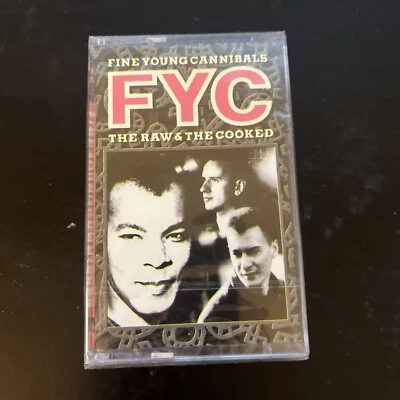 FINE YOUNG CANNIBALS
FYC
THE RAW & THE COOKED